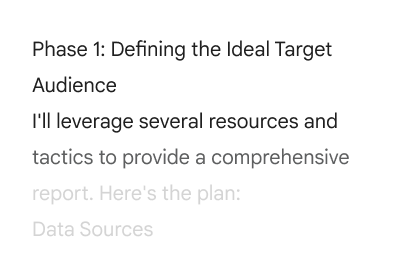 Phase 1: Defining the Ideal Target
Audience
I'll leverage several resources and
tactics to provide a comprehensive
report. Here's the plan:
Data Sources